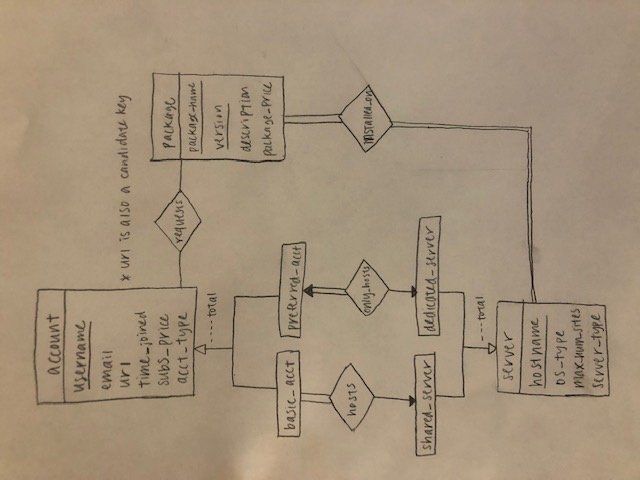 account
username
email
url
time_joined
subs_price
acct_type
* url is also a candidate key
requests
package
package_name
version
description
package_price
---- total
basic_acct
preferred_acct
hosts
only_hosts
installed_on
shared_server
dedicated_server
--- total
server
hostname
os_type
max_num_sites
server_type